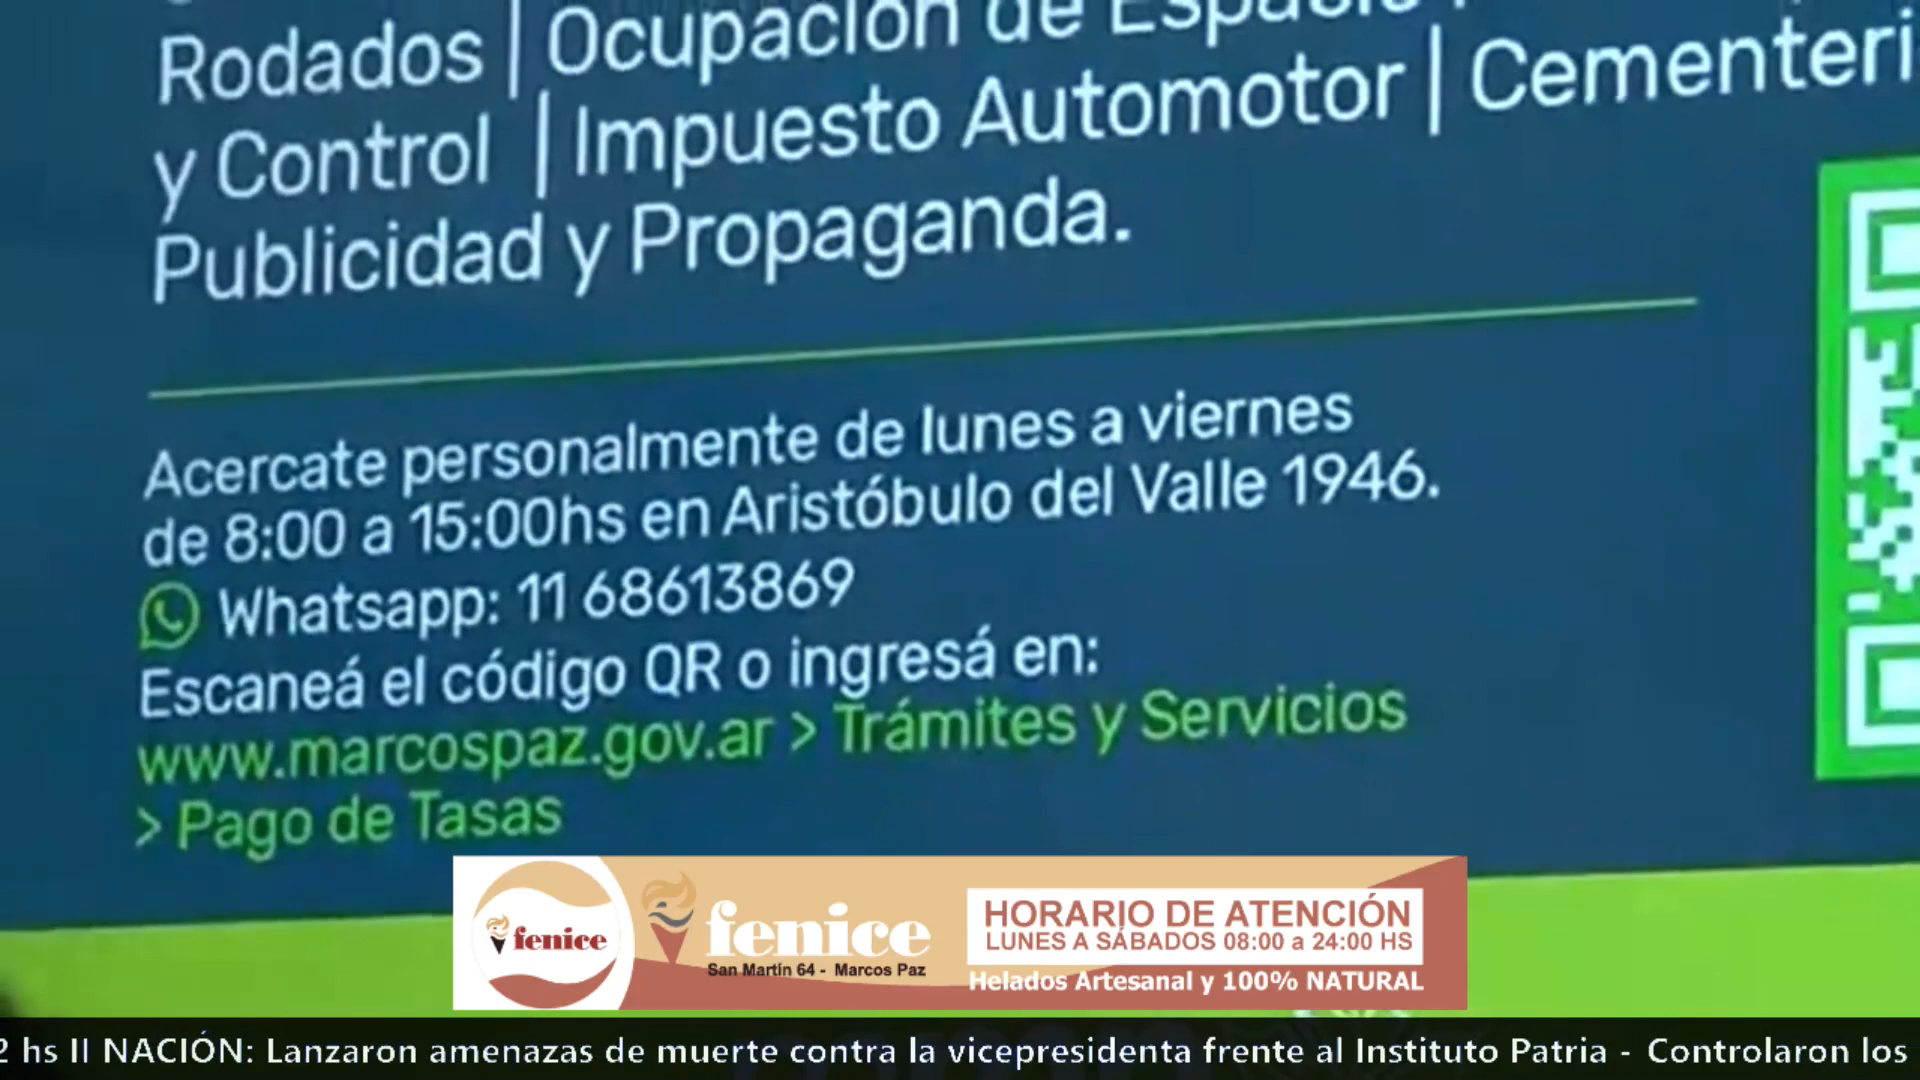 Rodados | Ocupación de Espacio
y Control | Impuesto Automotor | Cementeri
Publicidad y Propaganda.
Acercate personalmente de lunes a viernes
de 8:00 a 15:00hs en Aristóbulo del Valle 1946.
Whatsapp: 11 68613869
Escaneá el código QR o ingresá en:
www.marcospaz.gov.ar > Trámites y Servicios
> Pago de Tasas
fenice
fenice
San Martín 64 - Marcos Paz
HORARIO DE ATENCIÓN
LUNES A SÁBADOS 08:00 a 24:00 HS
Helados Artesanal y 100% NATURAL
2 hs II NACIÓN: Lanzaron amenazas de muerte contra la vicepresidenta frente al Instituto Patria - Controlaron los